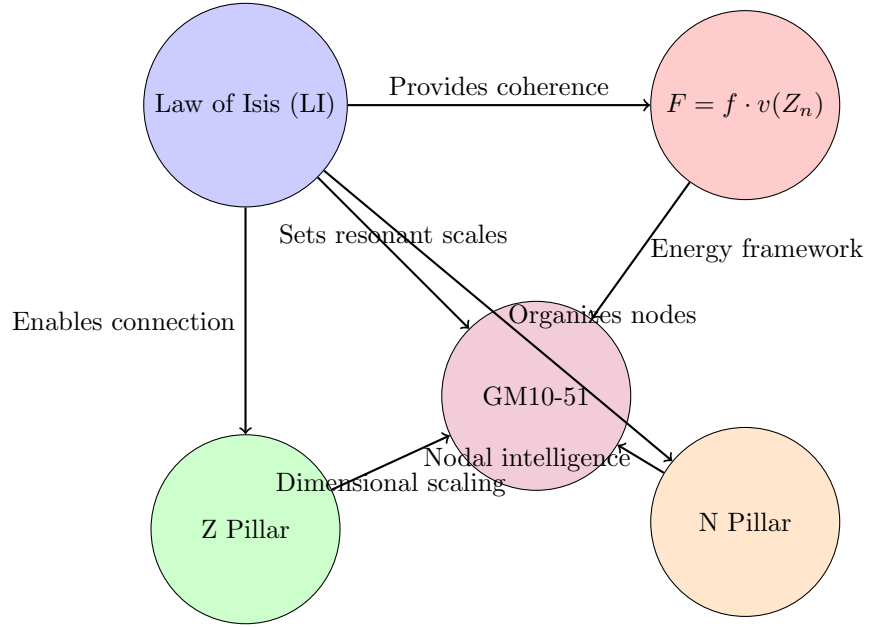 Law of Isis (LI)
Provides coherence
F = f · v(Zn)
Sets resonant scales
Energy framework
Enables connection
Organizes nodes
GM10-51
Nodal intelligence
Dimensional scaling
Z Pillar
N Pillar